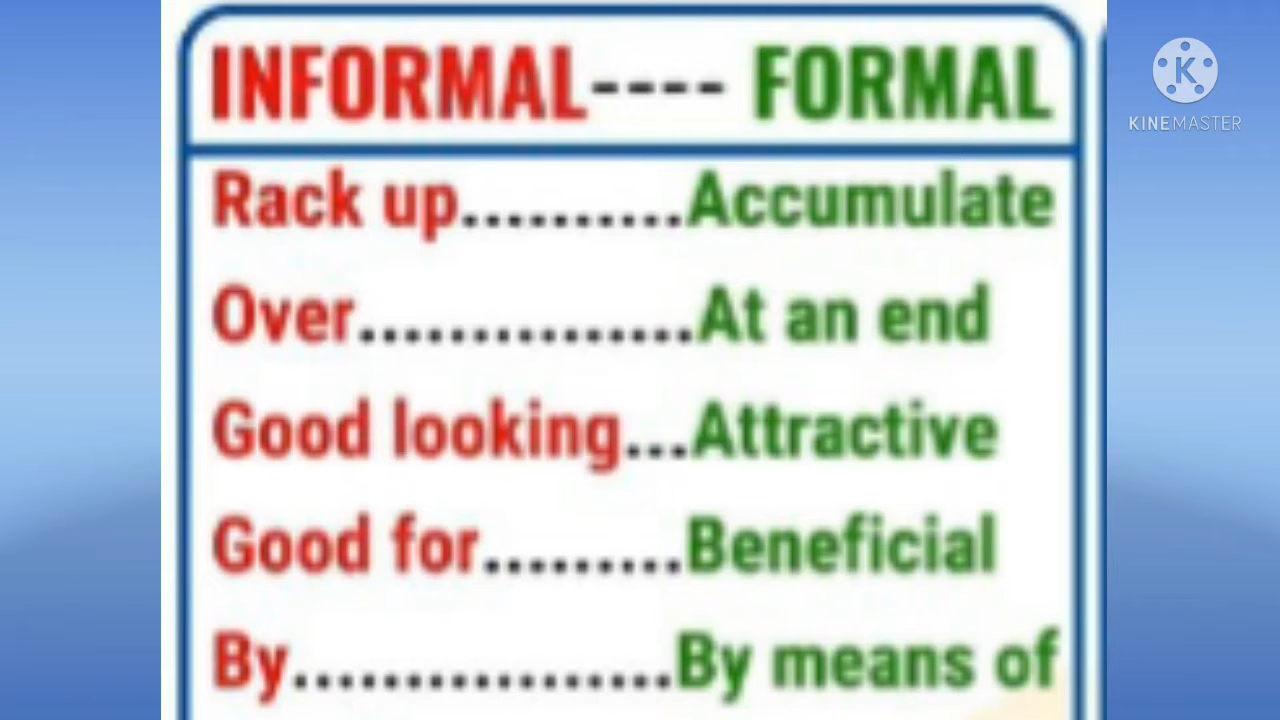 INFORMAL---- FORMAL
Rack up..........Accumulate
Over...............At an end
Good looking...Attractive
Good for.........Beneficial
By.................By means of
K
KINEMASTER